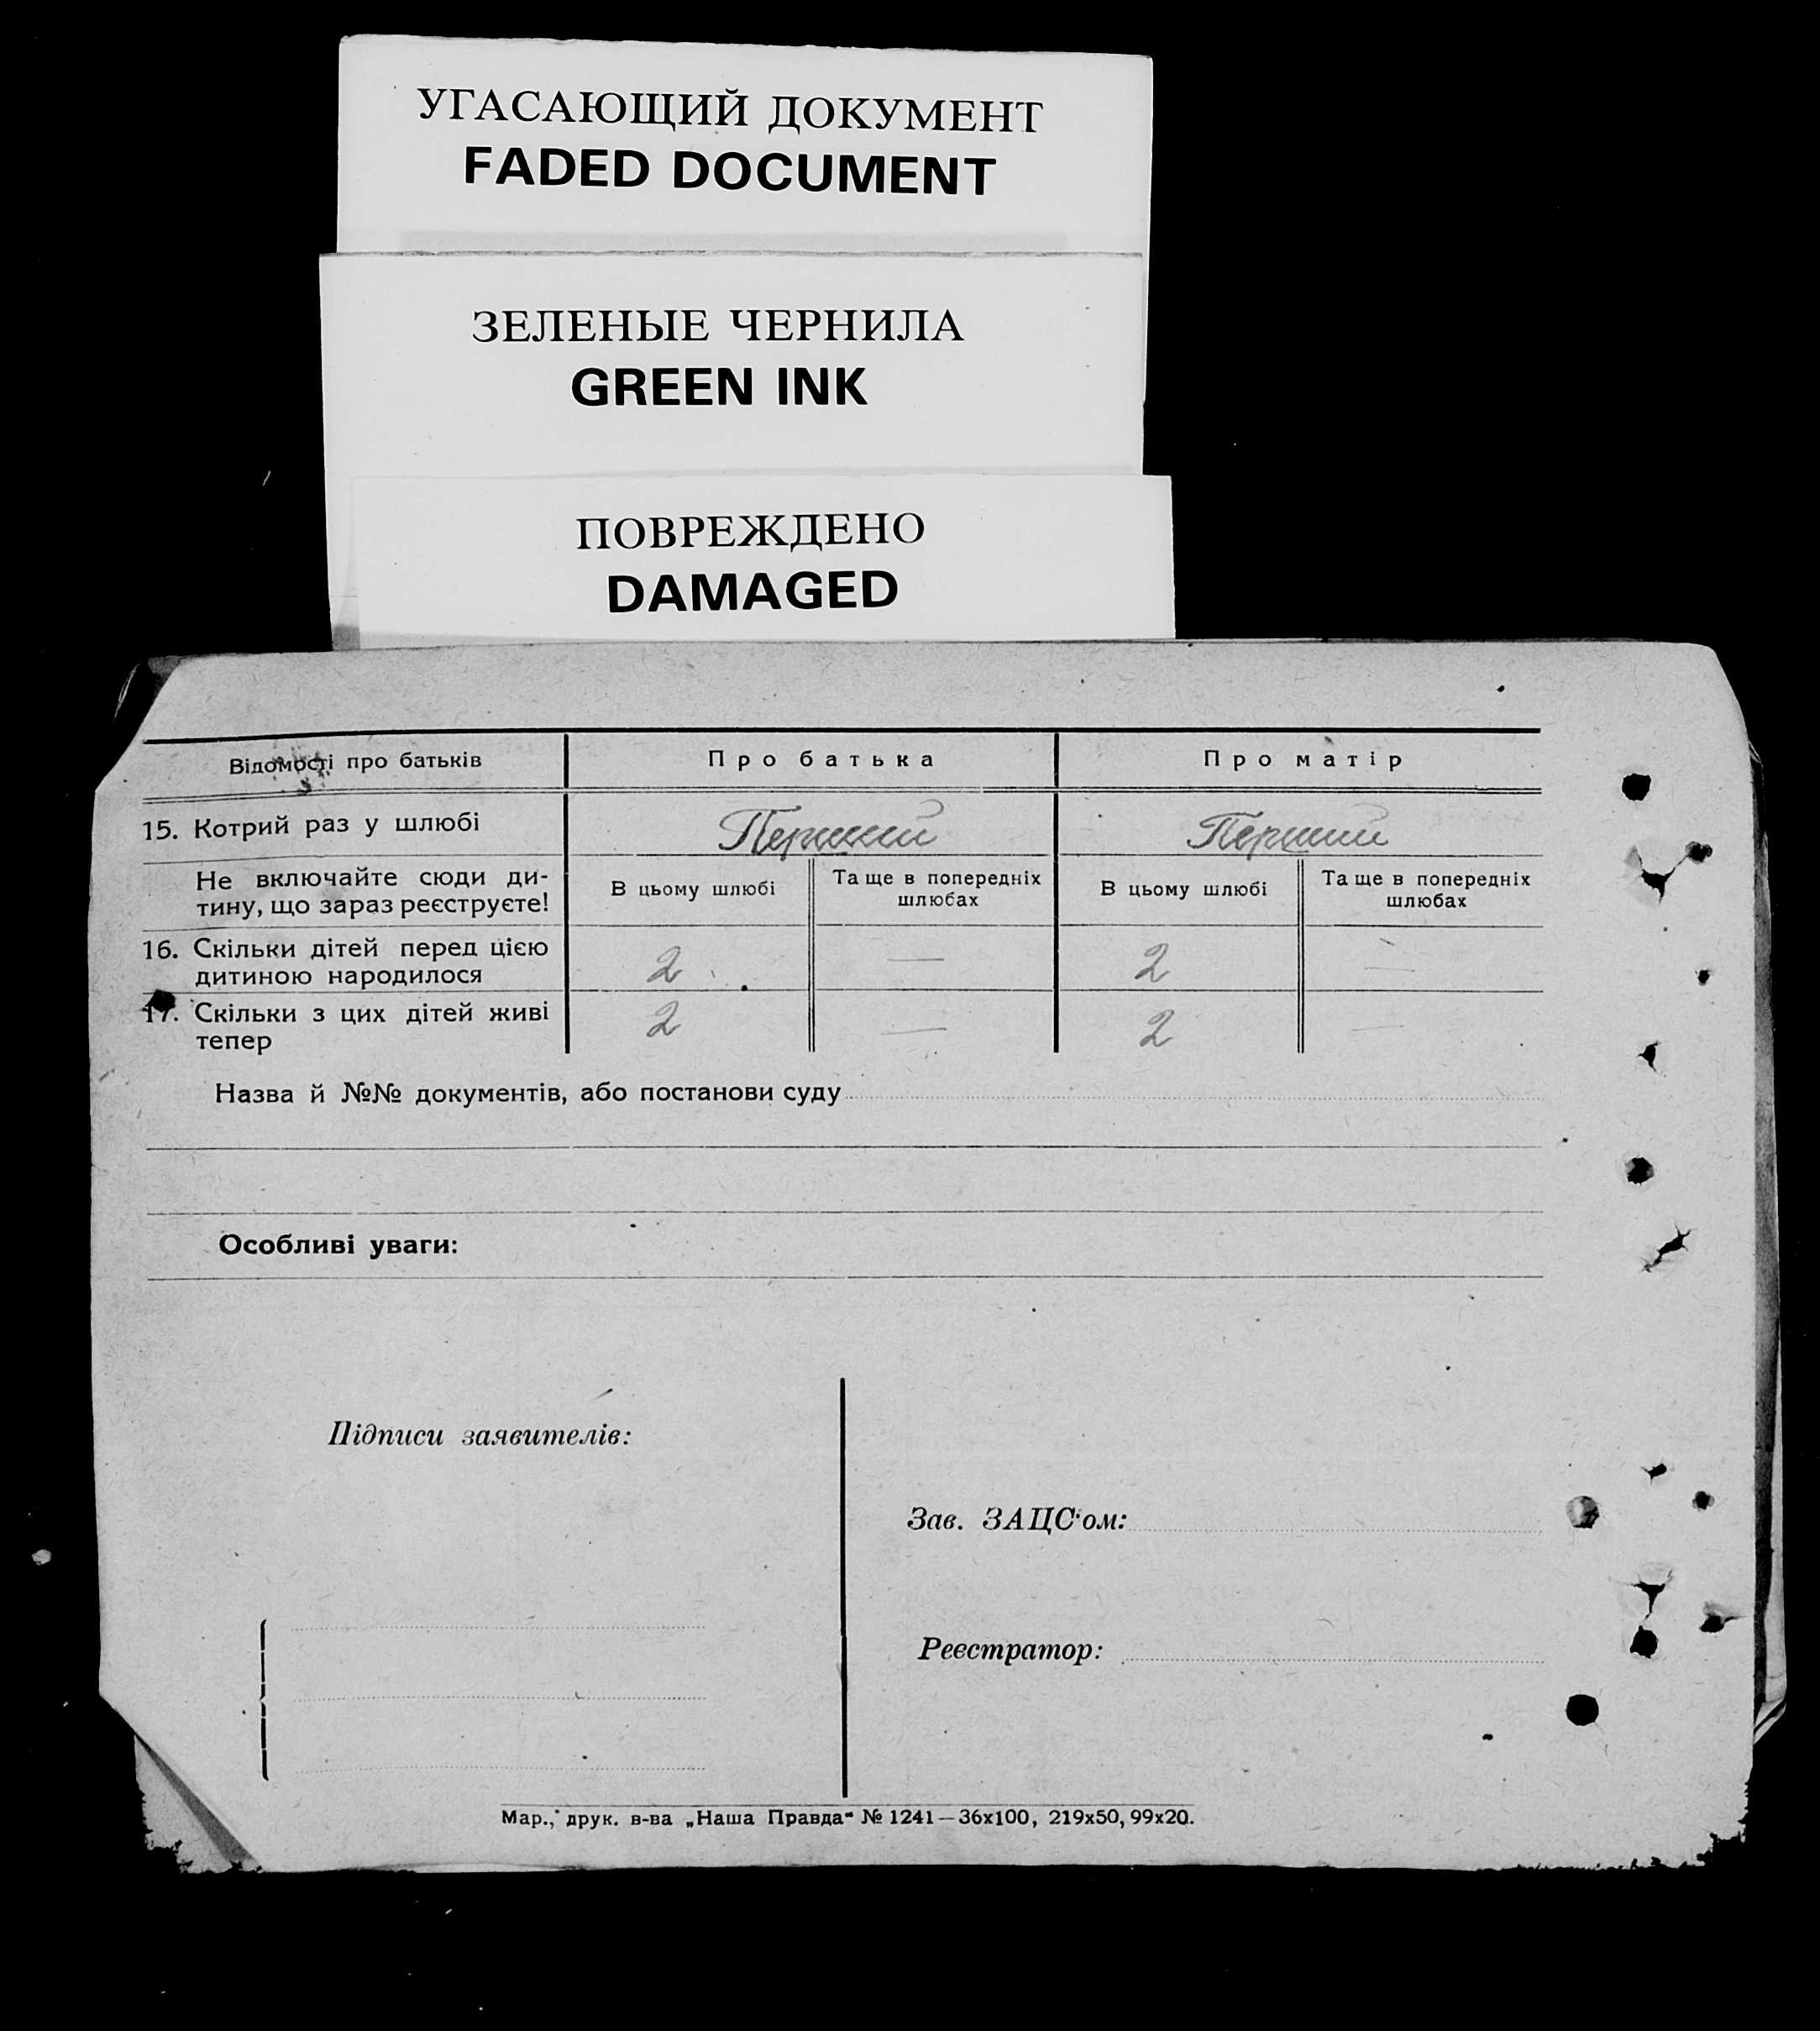 УГАСАЮЩИЙ ДОКУМЕНТ
FADED DOCUMENT
ЗЕЛЕНЫЕ ЧЕРНИЛА
GREEN INK
ПОВРЕЖДЕНО
DAMAGED
Відомості про батьків Про батька Про матір
15. Котрий раз у шлюбі Перший Перший
Не включайте сюди ди-
тину, що зараз реєструєте!
В цьому шлюбі
Та ще в попередніх
шлюбах
В цьому шлюбі
Та ще в попередніх
шлюбах
16. Скільки дітей перед цією
дитиною народилося
2 — 2 —
17. Скільки з цих дітей живі
тепер
2 — 2 —
Назва й №№ документів, або постанови суду
Особливі уваги:
Підписи заявителів:
Зав. ЗАЦС'ом:
Реєстратор:
Мар., друк. в-ва „Наша Правда“ № 1241—36x100, 219x50, 99x20.